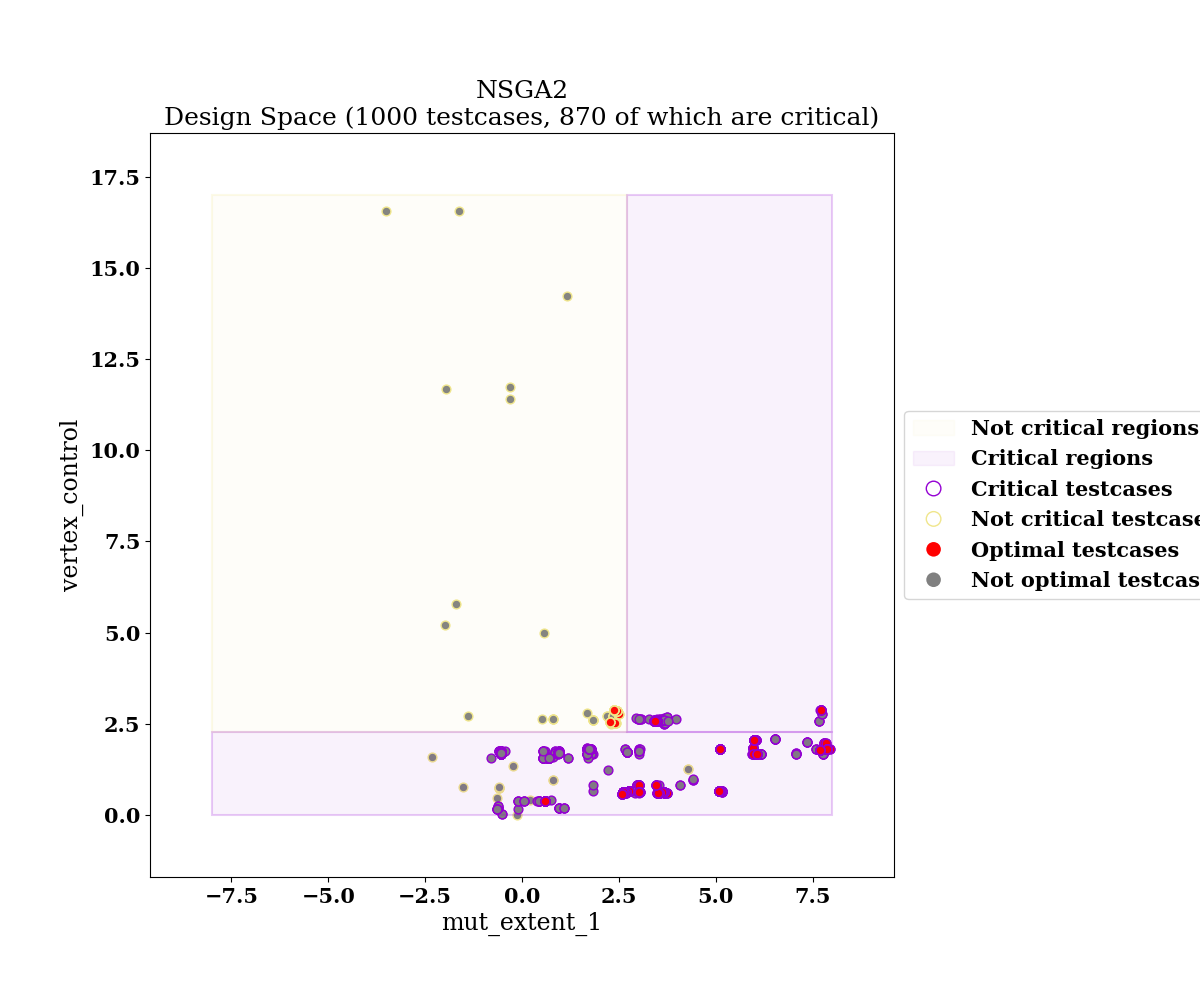 NSGA2
Design Space (1000 testcases, 870 of which are critical)
17.5
15.0
12.5
10.0
7.5
5.0
2.5
0.0
vertex_control
−7.5
−5.0
−2.5
0.0
2.5
5.0
7.5
mut_extent_1
Not critical regions
Critical regions
Critical testcases
Not critical testcase
Optimal testcases
Not optimal testcas